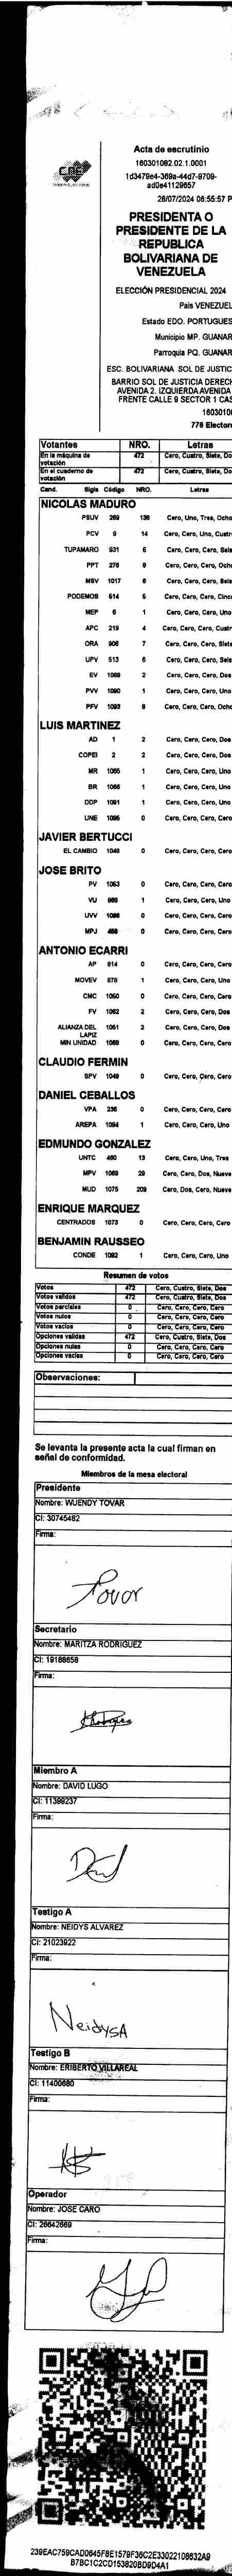 CNE
Acta de escrutinio
160301082.02.1.0001
1d3479e4-369a-44d7-9709-
ad0e41129657
28/07/2024 06:55:57 P
PRESIDENTA O
PRESIDENTE DE LA
REPUBLICA
BOLIVARIANA DE
VENEZUELA
ELECCIÓN PRESIDENCIAL 2024
Pais VENEZUEL
Estado EDO. PORTUGUES
Municipio MP. GUANAR
Parroquia PQ. GUANAR
ESC. BOLIVARIANA SOL DE JUSTIC
BARRIO SOL DE JUSTICIA DERECH
AVENIDA 2. IZQUIERDA AVENIDA
FRENTE CALLE 9 SECTOR 1 CAS
1603010
776 Elector
Votantes NRO. Letras
En la máquina de votación 472 Cero, Cuatro, Siete, Do
En el cuaderno de votación 472 Cero, Cuatro, Siete, Do
Cand. Sigla Código NRO. Letras
NICOLAS MADURO
PSUV 269 138 Cero, Uno, Tres, Ocho
PCV 9 14 Cero, Cero, Uno, Cuatr
TUPAMARO 931 6 Cero, Cero, Cero, Seis
PPT 276 8 Cero, Cero, Cero, Ocho
MSV 1017 6 Cero, Cero, Cero, Seis
PODEMOS 514 5 Cero, Cero, Cero, Cinc
MEP 6 1 Cero, Cero, Cero, Uno
APC 219 4 Cero, Cero, Cero, Cuatr
ORA 906 7 Cero, Cero, Cero, Siete
UPV 513 6 Cero, Cero, Cero, Seis
EV 1089 2 Cero, Cero, Cero, Dos
PVV 1090 1 Cero, Cero, Cero, Uno
PFV 1093 8 Cero, Cero, Cero, Ocho
LUIS MARTINEZ
AD 1 2 Cero, Cero, Cero, Dos
COPEI 2 2 Cero, Cero, Cero, Dos
MR 1065 1 Cero, Cero, Cero, Uno
BR 1066 1 Cero, Cero, Cero, Uno
DDP 1091 1 Cero, Cero, Cero, Uno
UNE 1095 0 Cero, Cero, Cero, Cero
JAVIER BERTUCCI
EL CAMBIO 1048 0 Cero, Cero, Cero, Cero
JOSE BRITO
PV 1053 0 Cero, Cero, Cero, Cero
VU 968 1 Cero, Cero, Cero, Uno
UVV 0 Cero, Cero, Cero, Cero
MPJ 0 Cero, Cero, Cero, Cero
ANTONIO ECARRI
AP 814 0 Cero, Cero, Cero, Cero
MOVEV 878 1 Cero, Cero, Cero, Uno
CMC 1050 0 Cero, Cero, Cero, Cero
FV 1062 2 Cero, Cero, Cero, Dos
ALIANZA DEL LAPIZ 1061 2 Cero, Cero, Cero, Dos
MIN UNIDAD 1068 0 Cero, Cero, Cero, Cero
CLAUDIO FERMIN
SPV 1049 0 Cero, Cero, Cero, Cero
DANIEL CEBALLOS
VPA 236 0 Cero, Cero, Cero, Cero
AREPA 1094 1 Cero, Cero, Cero, Uno
EDMUNDO GONZALEZ
UNTC 460 13 Cero, Cero, Uno, Tres
MPV 1069 29 Cero, Cero, Dos, Nueve
MUD 1075 209 Cero, Dos, Cero, Nueve
ENRIQUE MARQUEZ
CENTRADOS 1073 0 Cero, Cero, Cero, Cero
BENJAMIN RAUSSEO
CONDE 1092 1 Cero, Cero, Cero, Uno
Resumen de votos
Votos 472 Cero, Cuatro, Siete, Dos
Votos validos 472 Cero, Cuatro, Siete, Dos
Votos parciales 0 Cero, Cero, Cero, Cero
Votos nulos 0 Cero, Cero, Cero, Cero
Votos vacios 0 Cero, Cero, Cero, Cero
Opciones validas 472 Cero, Cuatro, Siete, Dos
Opciones nulas 0 Cero, Cero, Cero, Cero
Opciones vacias 0 Cero, Cero, Cero, Cero
Observaciones:
Se levanta la presente acta la cual firman en
señal de conformidad.
Miembros de la mesa electoral
Presidente
Nombre: WUENDY TOVAR
CI: 30745482
Firma:
Tovar
Secretario
Nombre: MARITZA RODRIGUEZ
CI: 19188658
Firma:
Miembro A
Nombre: DAVID LUGO
CI: 11399237
Firma:
Testigo A
Nombre: NEIDYS ALVAREZ
CI: 21023922
Firma:
NeidysA
Testigo B
Nombre: ERIBERTO VILLAREAL
CI: 11400680
Firma:
Operador
Nombre: JOSE CARO
CI: 26642669
Firma:
239EAC759CAD0645F8E1579F36C2E33022108632A9
B7BC1C2CD153820BD9D4A1